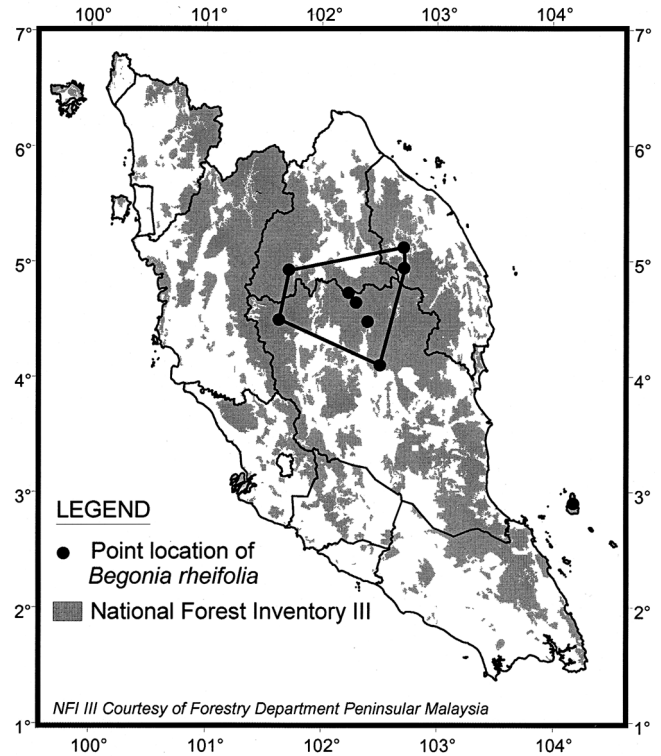 100° 101° 102° 103° 104°
7° 7°
6° 6°
5° 5°
4° 4°
3° 3°
LEGEND
Point location of
Begonia rheifolia
2° 2°
National Forest Inventory III
NFI III Courtesy of Forestry Department Peninsular Malaysia
1° 1°
100° 101° 102° 103° 104°